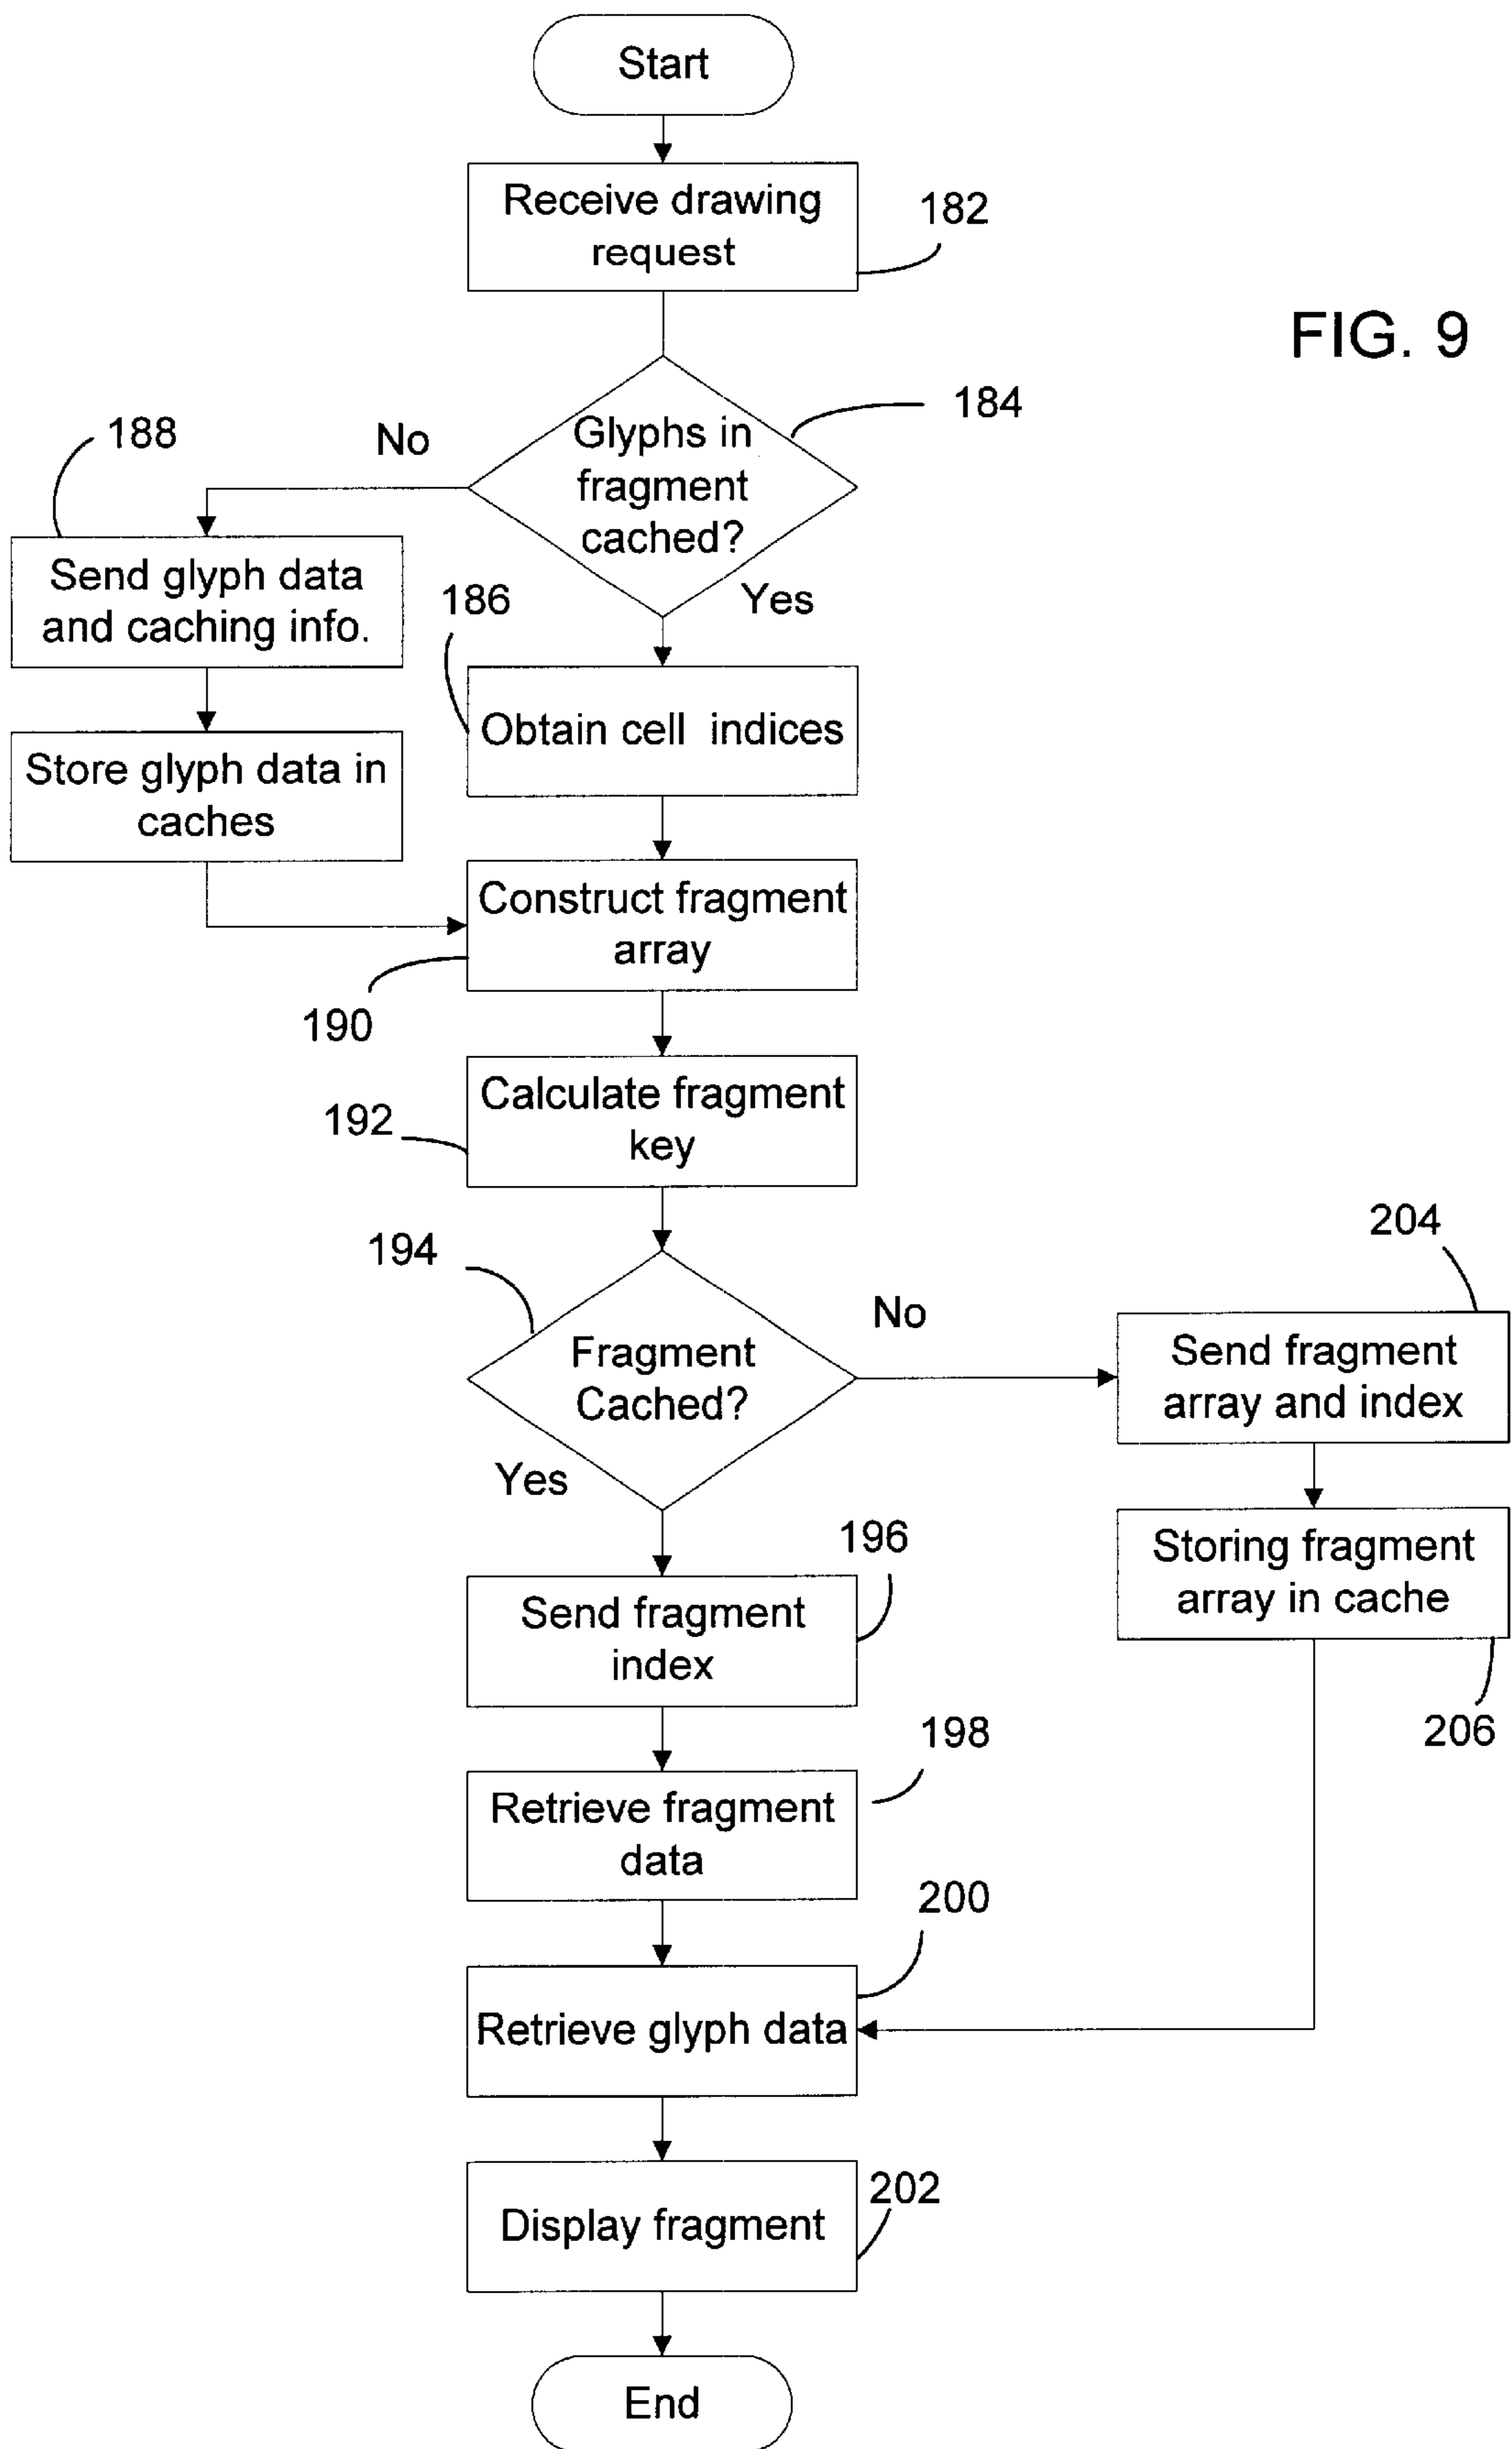 Start
Receive drawing
request
182
FIG. 9
184
Glyphs in
fragment
cached?
No
Yes
188
Send glyph data
and caching info.
186
Obtain cell indices
Store glyph data in
caches
Construct fragment
array
190
Calculate fragment
key
192
194
Fragment
Cached?
No
Yes
204
Send fragment
array and index
196
Send fragment
index
Storing fragment
array in cache
206
198
Retrieve fragment
data
200
Retrieve glyph data
Display fragment
202
End